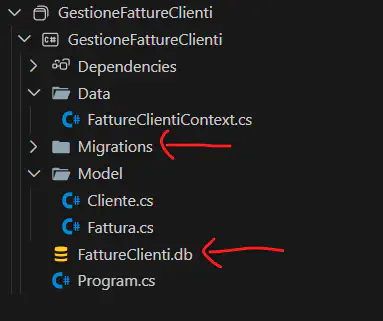 GestioneFattureClienti
C# GestioneFattureClienti
Dependencies
Data
C# FattureClientiContext.cs
Migrations
Model
C# Cliente.cs
C# Fattura.cs
FattureClienti.db
C# Program.cs